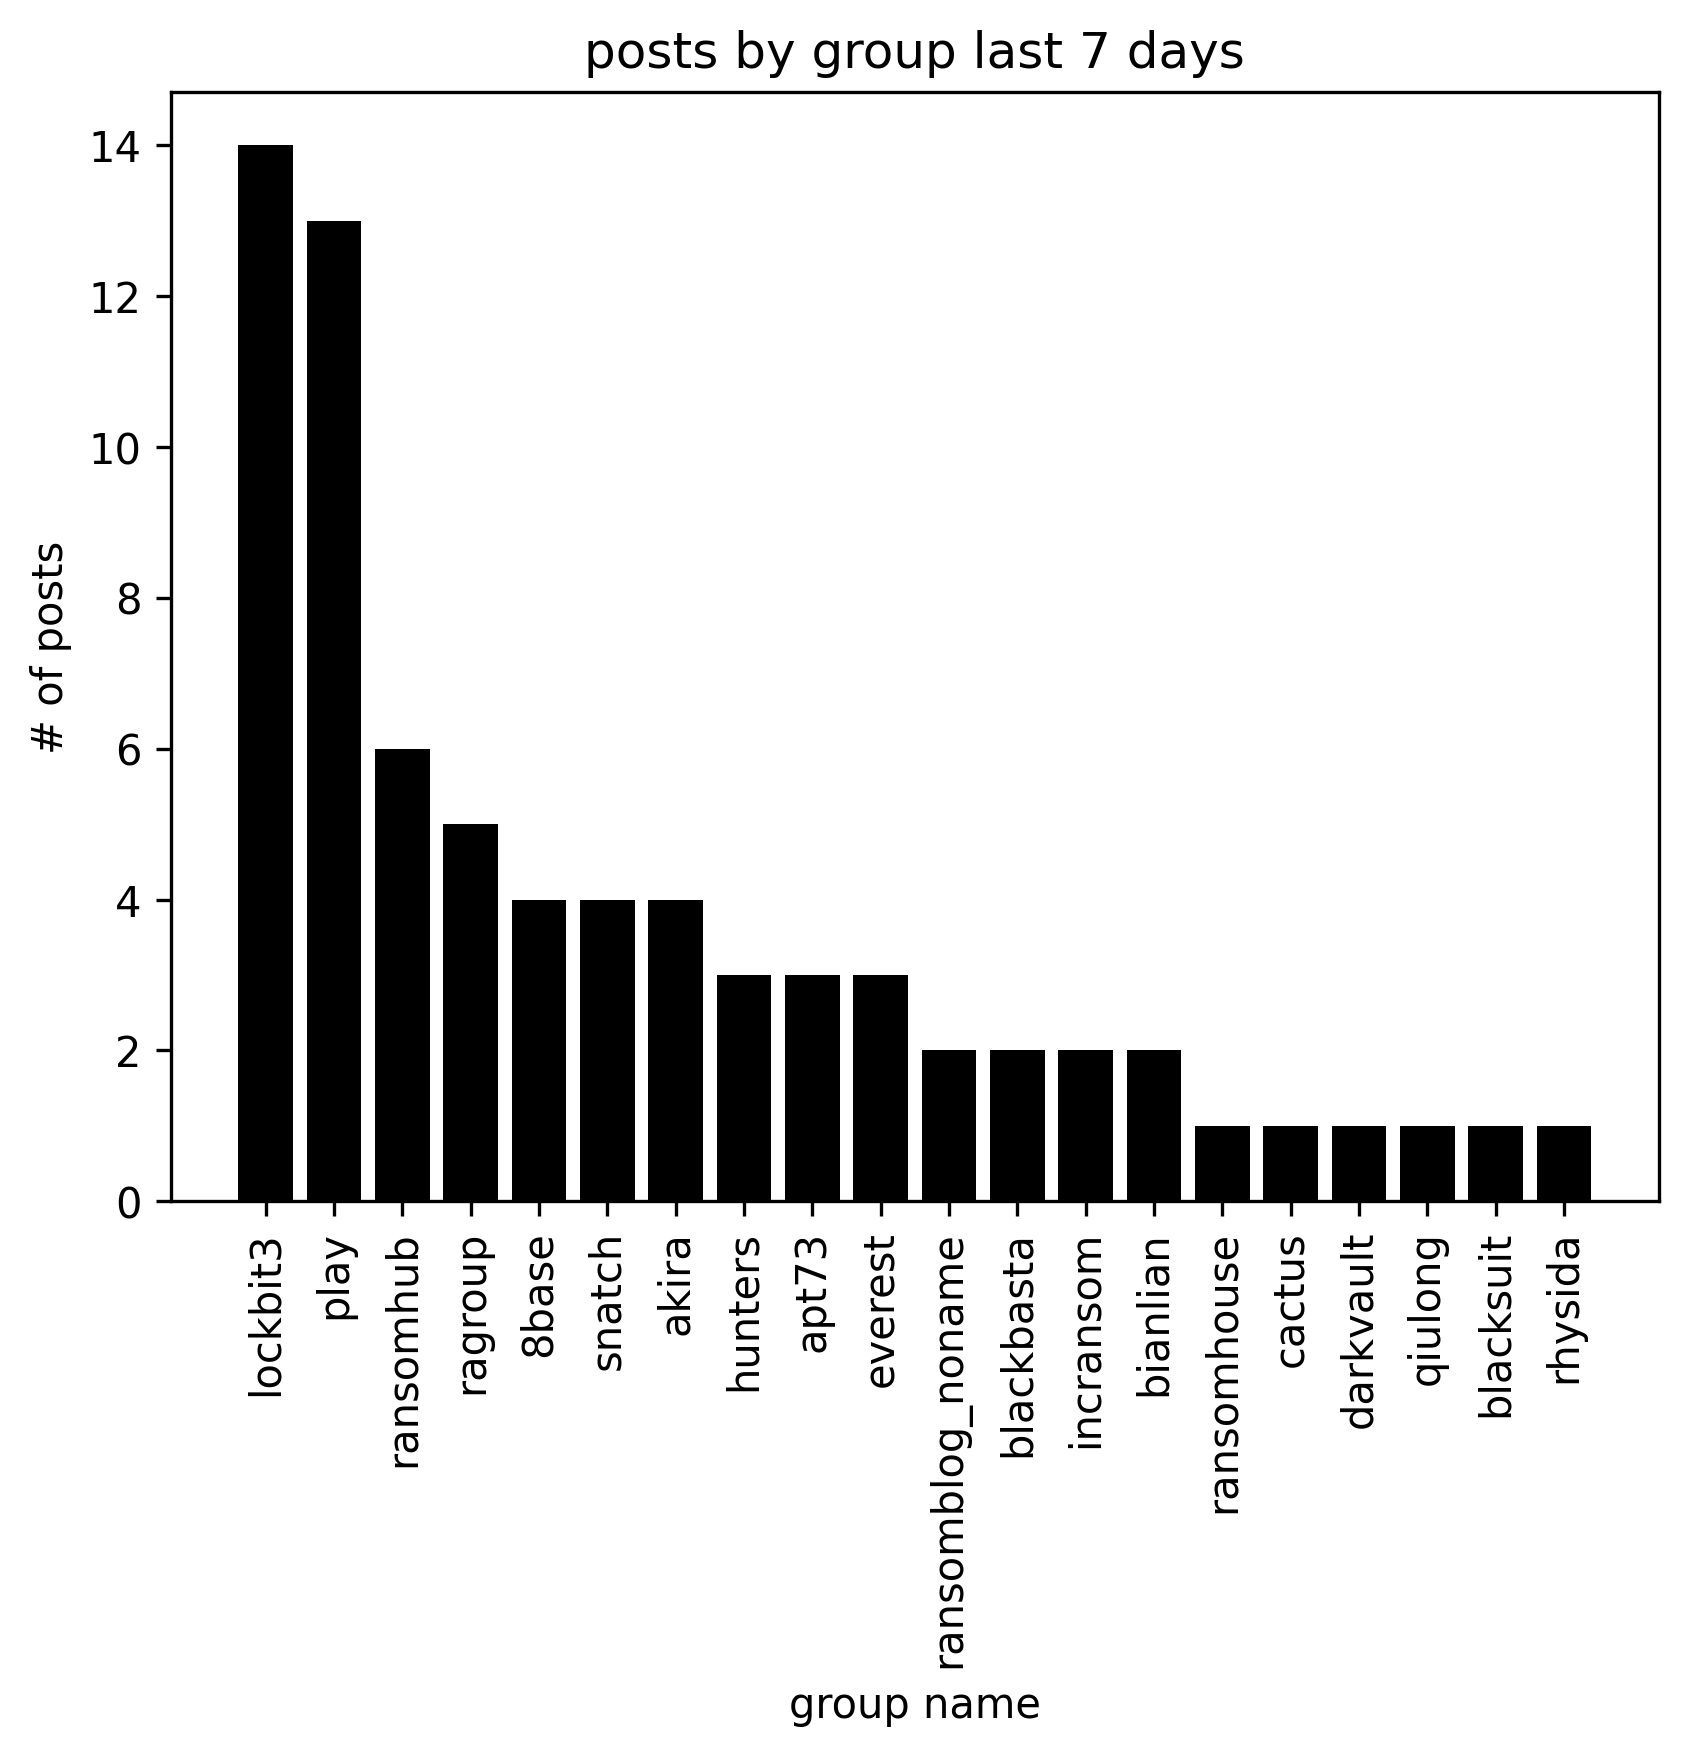 posts by group last 7 days
# of posts
14
12
10
8
6
4
2
0
lockbit3
play
ransomhub
ragroup
8base
snatch
akira
hunters
apt73
everest
ransomblog_noname
blackbasta
incransom
bianlian
ransomhouse
cactus
darkvault
qiulong
blacksuit
rhysida
group name